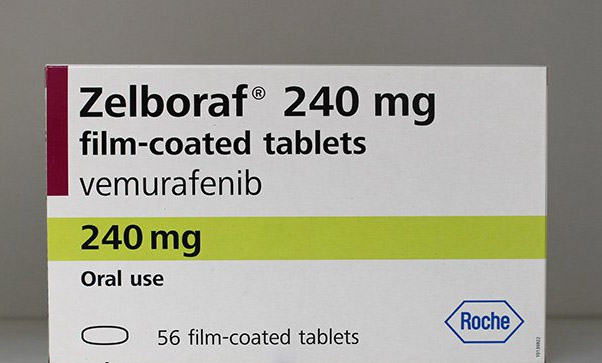 Zelboraf® 240 mg
film-coated tablets
vemurafenib
240 mg
Oral use
56 film-coated tablets
Roche